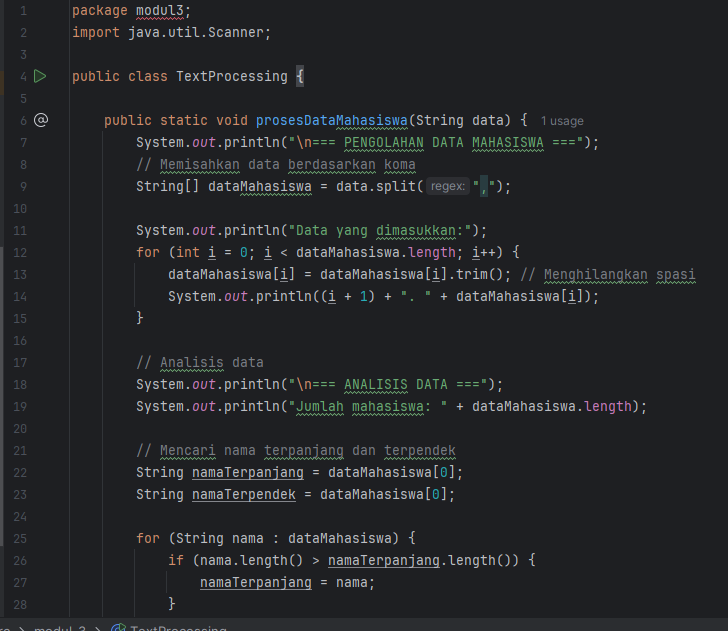 1 package modul3;
2 import java.util.Scanner;
3
4 public class TextProcessing {
5
6 public static void prosesDataMahasiswa(String data) { 1 usage
7 System.out.println("\n=== PENGOLAHAN DATA MAHASISWA ===");
8 // Memisahkan data berdasarkan koma
9 String[] dataMahasiswa = data.split( regex: ",");
10
11 System.out.println("Data yang dimasukkan:");
12 for (int i = 0; i < dataMahasiswa.length; i++) {
13 dataMahasiswa[i] = dataMahasiswa[i].trim(); // Menghilangkan spasi
14 System.out.println((i + 1) + ". " + dataMahasiswa[i]);
15 }
16
17 // Analisis data
18 System.out.println("\n=== ANALISIS DATA ===");
19 System.out.println("Jumlah mahasiswa: " + dataMahasiswa.length);
20
21 // Mencari nama terpanjang dan terpendek
22 String namaTerpanjang = dataMahasiswa[0];
23 String namaTerpendek = dataMahasiswa[0];
24
25 for (String nama : dataMahasiswa) {
26 if (nama.length() > namaTerpanjang.length()) {
27 namaTerpanjang = nama;
28 }
modul_3 > TextProcessing